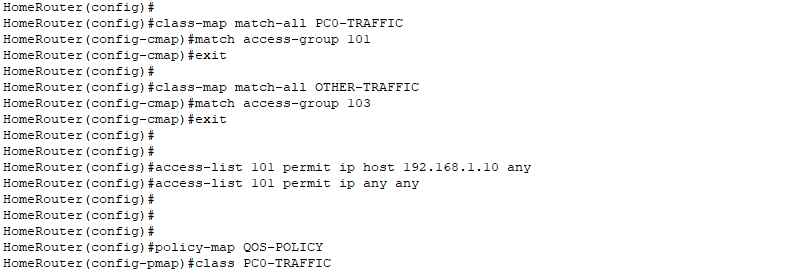 HomeRouter(config)#
HomeRouter(config)#class-map match-all PC0-TRAFFIC
HomeRouter(config-cmap)#match access-group 101
HomeRouter(config-cmap)#exit
HomeRouter(config)#
HomeRouter(config)#class-map match-all OTHER-TRAFFIC
HomeRouter(config-cmap)#match access-group 103
HomeRouter(config-cmap)#exit
HomeRouter(config)#
HomeRouter(config)#
HomeRouter(config)#access-list 101 permit ip host 192.168.1.10 any
HomeRouter(config)#access-list 101 permit ip any any
HomeRouter(config)#
HomeRouter(config)#
HomeRouter(config)#
HomeRouter(config)#policy-map QOS-POLICY
HomeRouter(config-pmap)#class PC0-TRAFFIC